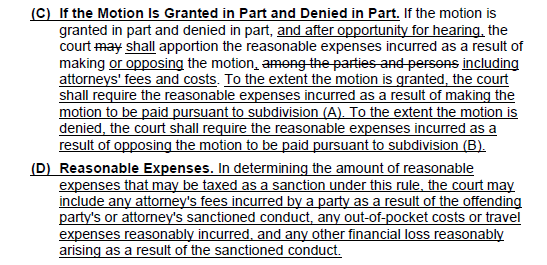 (C) If the Motion Is Granted in Part and Denied in Part. If the motion is
granted in part and denied in part, and after opportunity for hearing, the
court may shall apportion the reasonable expenses incurred as a result of
making or opposing the motion, among the parties and persons including
attorneys' fees and costs. To the extent the motion is granted, the court
shall require the reasonable expenses incurred as a result of making the
motion to be paid pursuant to subdivision (A). To the extent the motion is
denied, the court shall require the reasonable expenses incurred as a
result of opposing the motion to be paid pursuant to subdivision (B).
(D) Reasonable Expenses. In determining the amount of reasonable
expenses that may be taxed as a sanction under this rule, the court may
include any attorney's fees incurred by a party as a result of the offending
party's or attorney's sanctioned conduct, any out-of-pocket costs or travel
expenses reasonably incurred, and any other financial loss reasonably
arising as a result of the sanctioned conduct.